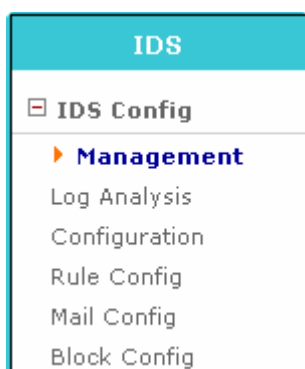 IDS
IDS Config
Management
Log Analysis
Configuration
Rule Config
Mail Config
Block Config